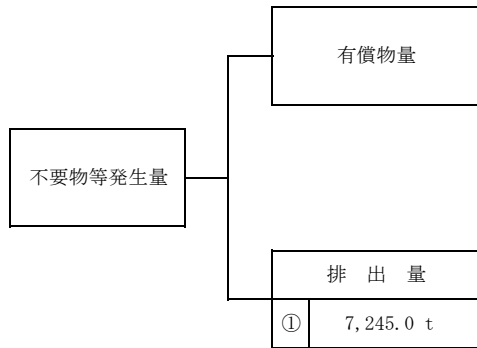 有償物量
不要物等発生量
排 出 量
① 7,245.0 t